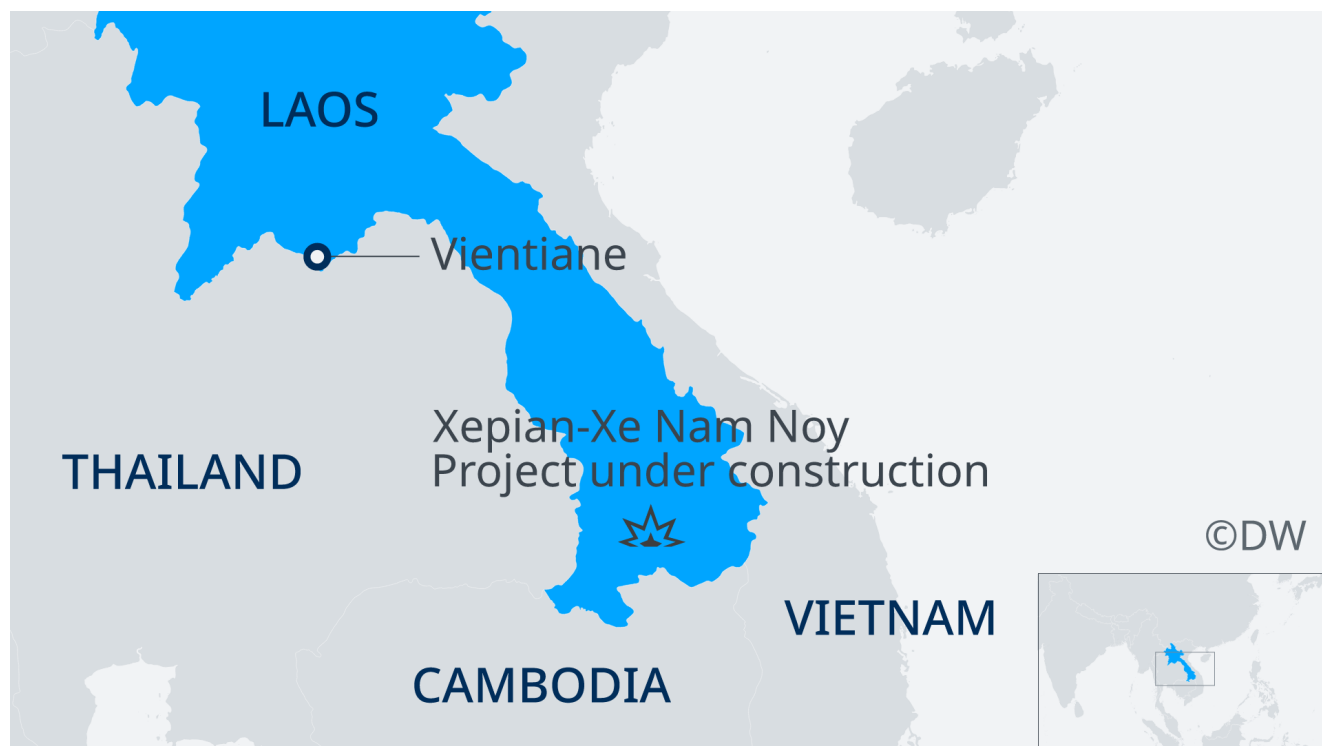 LAOS
Vientiane
Xepian-Xe Nam Noy
Project under construction
THAILAND
©DW
VIETNAM
CAMBODIA